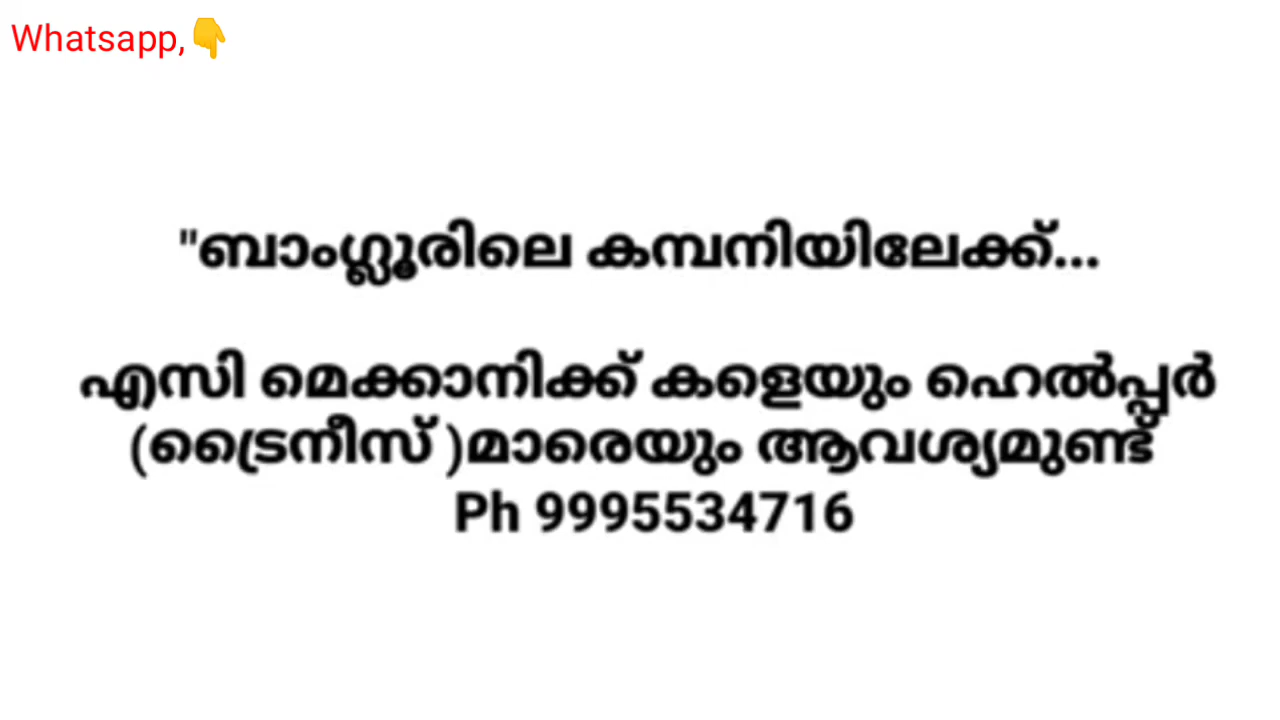 Whatsapp,👇
"ബാംഗ്ലൂരിലെ കമ്പനിയിലേക്ക്...
എസി മെക്കാനിക്ക് കളെയും ഹെൽപ്പർ
(ട്രൈനീസ് )മാരെയും ആവശ്യമുണ്ട്
Ph 9995534716